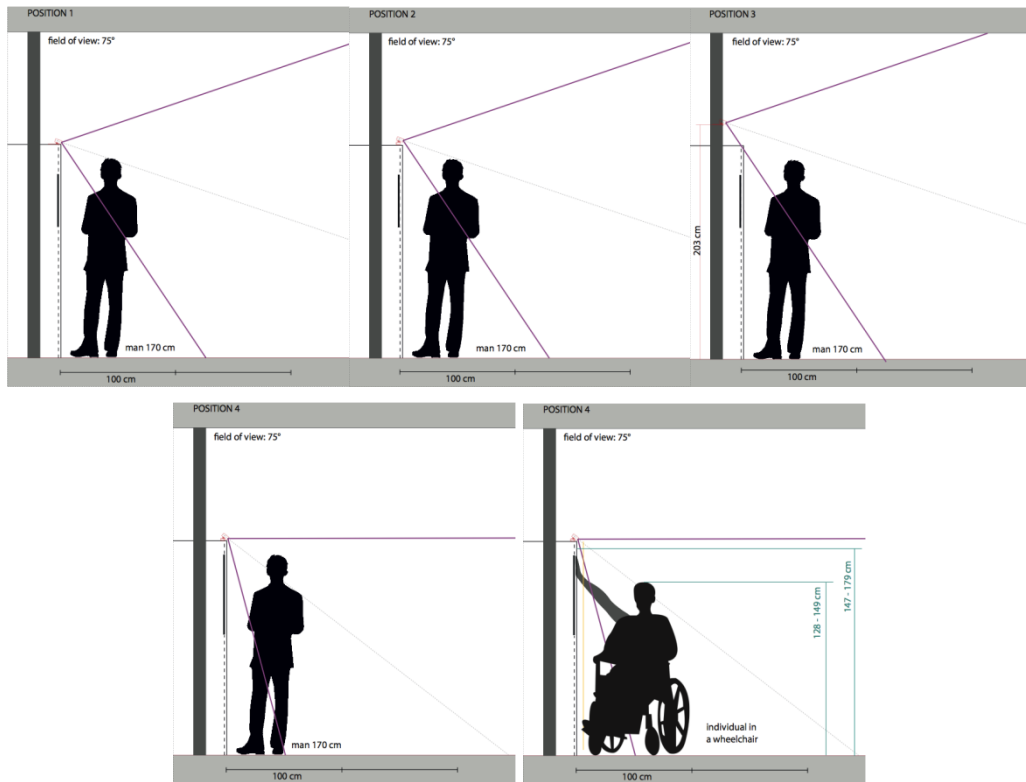 POSITION 1
field of view: 75°
man 170 cm
100 cm
POSITION 2
field of view: 75°
man 170 cm
100 cm
POSITION 3
field of view: 75°
203 cm
man 170 cm
100 cm
POSITION 4
field of view: 75°
man 170 cm
100 cm
POSITION 4
field of view: 75°
128 - 149 cm
147 - 179 cm
individual in
a wheelchair
100 cm